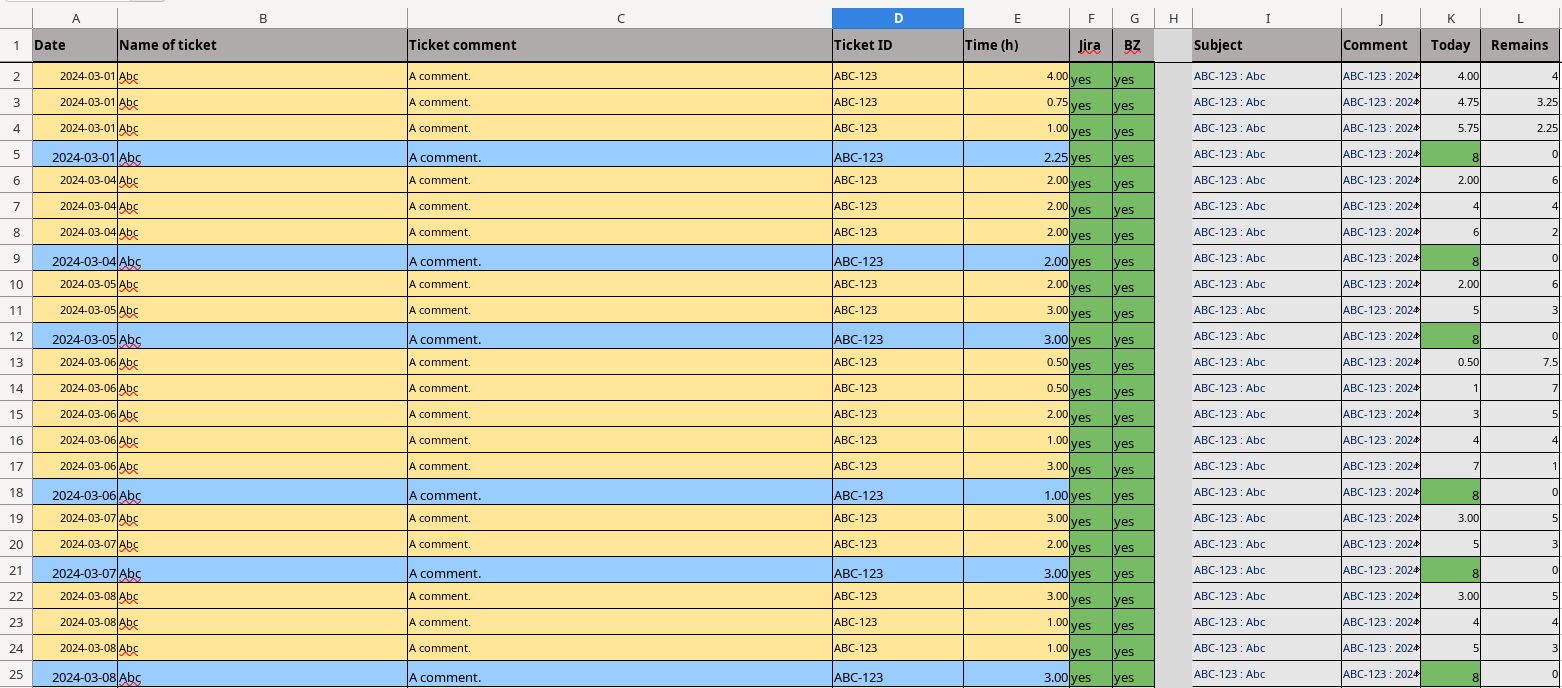 A B C D E F G H I J K L
1 Date Name of ticket Ticket comment Ticket ID Time (h) Jira BZ Subject Comment Today Remains
2 2024-03-01 Abc A comment. ABC-123 4.00 yes yes ABC-123 : Abc ABC-123 : 2024 4.00 4
3 2024-03-01 Abc A comment. ABC-123 0.75 yes yes ABC-123 : Abc ABC-123 : 2024 4.75 3.25
4 2024-03-01 Abc A comment. ABC-123 1.00 yes yes ABC-123 : Abc ABC-123 : 2024 5.75 2.25
5 2024-03-01 Abc A comment. ABC-123 2.25 yes yes ABC-123 : Abc ABC-123 : 2024 8 0
6 2024-03-04 Abc A comment. ABC-123 2.00 yes yes ABC-123 : Abc ABC-123 : 2024 2.00 6
7 2024-03-04 Abc A comment. ABC-123 2.00 yes yes ABC-123 : Abc ABC-123 : 2024 4 4
8 2024-03-04 Abc A comment. ABC-123 2.00 yes yes ABC-123 : Abc ABC-123 : 2024 6 2
9 2024-03-04 Abc A comment. ABC-123 2.00 yes yes ABC-123 : Abc ABC-123 : 2024 8 0
10 2024-03-05 Abc A comment. ABC-123 2.00 yes yes ABC-123 : Abc ABC-123 : 2024 2.00 6
11 2024-03-05 Abc A comment. ABC-123 3.00 yes yes ABC-123 : Abc ABC-123 : 2024 5 3
12 2024-03-05 Abc A comment. ABC-123 3.00 yes yes ABC-123 : Abc ABC-123 : 2024 8 0
13 2024-03-06 Abc A comment. ABC-123 0.50 yes yes ABC-123 : Abc ABC-123 : 2024 0.50 7.5
14 2024-03-06 Abc A comment. ABC-123 0.50 yes yes ABC-123 : Abc ABC-123 : 2024 1 7
15 2024-03-06 Abc A comment. ABC-123 2.00 yes yes ABC-123 : Abc ABC-123 : 2024 3 5
16 2024-03-06 Abc A comment. ABC-123 1.00 yes yes ABC-123 : Abc ABC-123 : 2024 4 4
17 2024-03-06 Abc A comment. ABC-123 3.00 yes yes ABC-123 : Abc ABC-123 : 2024 7 1
18 2024-03-06 Abc A comment. ABC-123 1.00 yes yes ABC-123 : Abc ABC-123 : 2024 8 0
19 2024-03-07 Abc A comment. ABC-123 3.00 yes yes ABC-123 : Abc ABC-123 : 2024 3.00 5
20 2024-03-07 Abc A comment. ABC-123 2.00 yes yes ABC-123 : Abc ABC-123 : 2024 5 3
21 2024-03-07 Abc A comment. ABC-123 3.00 yes yes ABC-123 : Abc ABC-123 : 2024 8 0
22 2024-03-08 Abc A comment. ABC-123 3.00 yes yes ABC-123 : Abc ABC-123 : 2024 3.00 5
23 2024-03-08 Abc A comment. ABC-123 1.00 yes yes ABC-123 : Abc ABC-123 : 2024 4 4
24 2024-03-08 Abc A comment. ABC-123 1.00 yes yes ABC-123 : Abc ABC-123 : 2024 5 3
25 2024-03-08 Abc A comment. ABC-123 3.00 yes yes ABC-123 : Abc ABC-123 : 2024 8 0